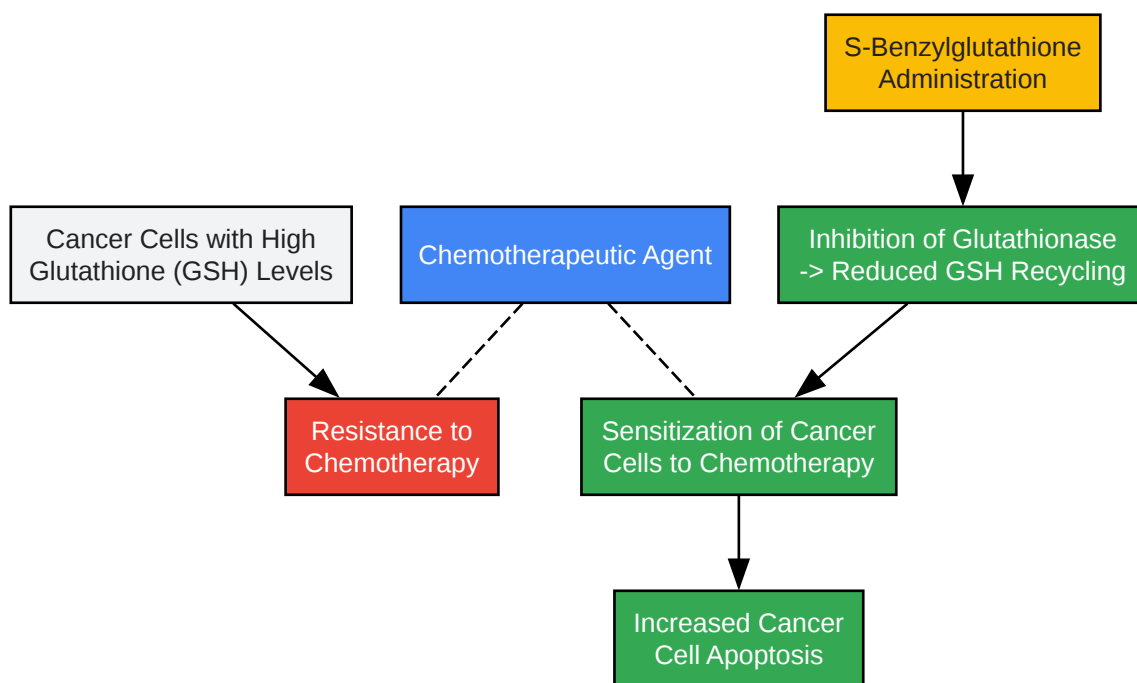 S-Benzylglutathione
Administration
Cancer Cells with High
Glutathione (GSH) Levels
Chemotherapeutic Agent
Inhibition of Glutathionase
-> Reduced GSH Recycling
Resistance to
Chemotherapy
Sensitization of Cancer
Cells to Chemotherapy
Increased Cancer
Cell Apoptosis